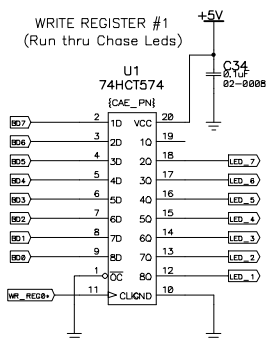 WRITE REGISTER #1
(Run thru Chase Leds)
+5V
C34
0.1uF
02-0008
U1
74HCT574
{CAE_PN}
BD7 2 1D VCC 20
BD6 3 2D 1Q 19
BD5 4 3D 2Q 18 LED_7
BD4 5 4D 3Q 17 LED_6
BD3 6 5D 4Q 16 LED_5
BD2 7 6D 5Q 15 LED_4
BD1 8 7D 6Q 14 LED_3
BD0 9 8D 7Q 13 LED_2
1 OC 8Q 12 LED_1
WR_REG0+ 11 CLK GND 10